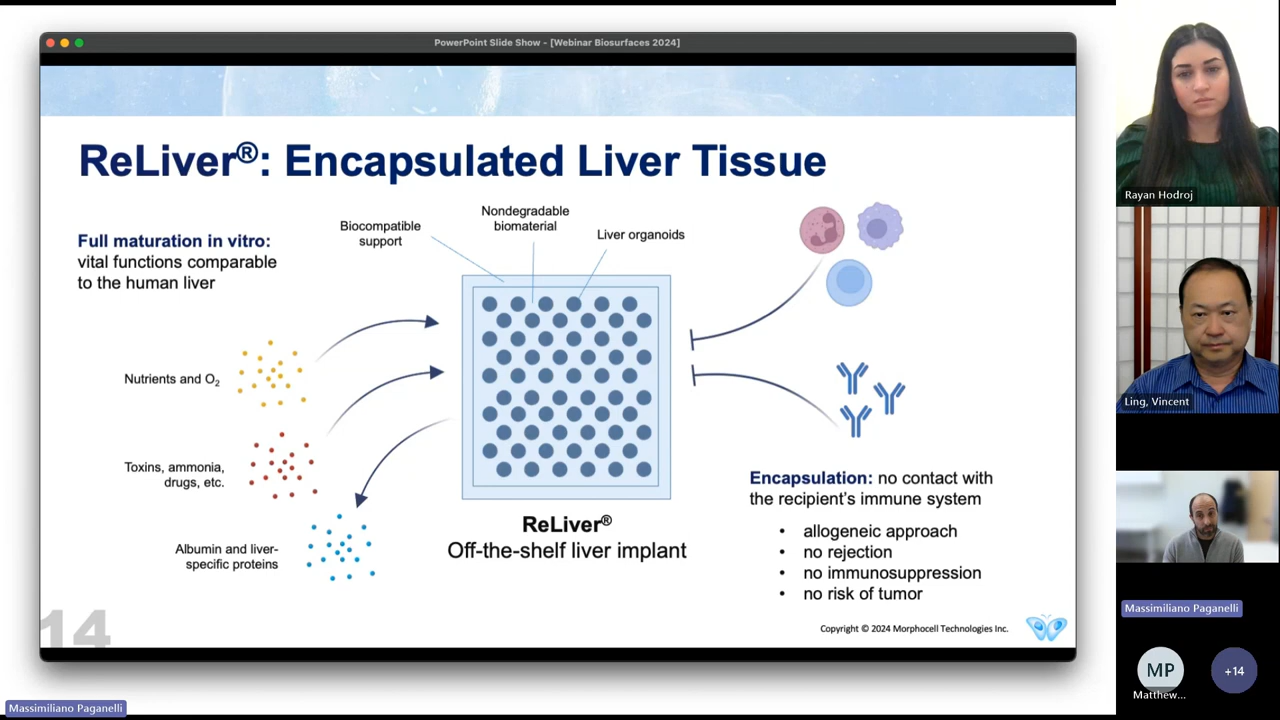 PowerPoint Slide Show - [Webinar Biosurfaces 2024]
ReLiver®: Encapsulated Liver Tissue
Full maturation in vitro:
vital functions comparable
to the human liver
Biocompatible
support
Nondegradable
biomaterial
Liver organoids
Nutrients and O₂
Toxins, ammonia,
drugs, etc.
Albumin and liver-
specific proteins
ReLiver®
Off-the-shelf liver implant
Encapsulation: no contact with
the recipient's immune system
• allogeneic approach
• no rejection
• no immunosuppression
• no risk of tumor
14
Copyright © 2024 Morphocell Technologies Inc.
Massimiliano Paganelli
Rayan Hodroj
Ling, Vincent
Massimiliano Paganelli
MP
Matthew...
+14